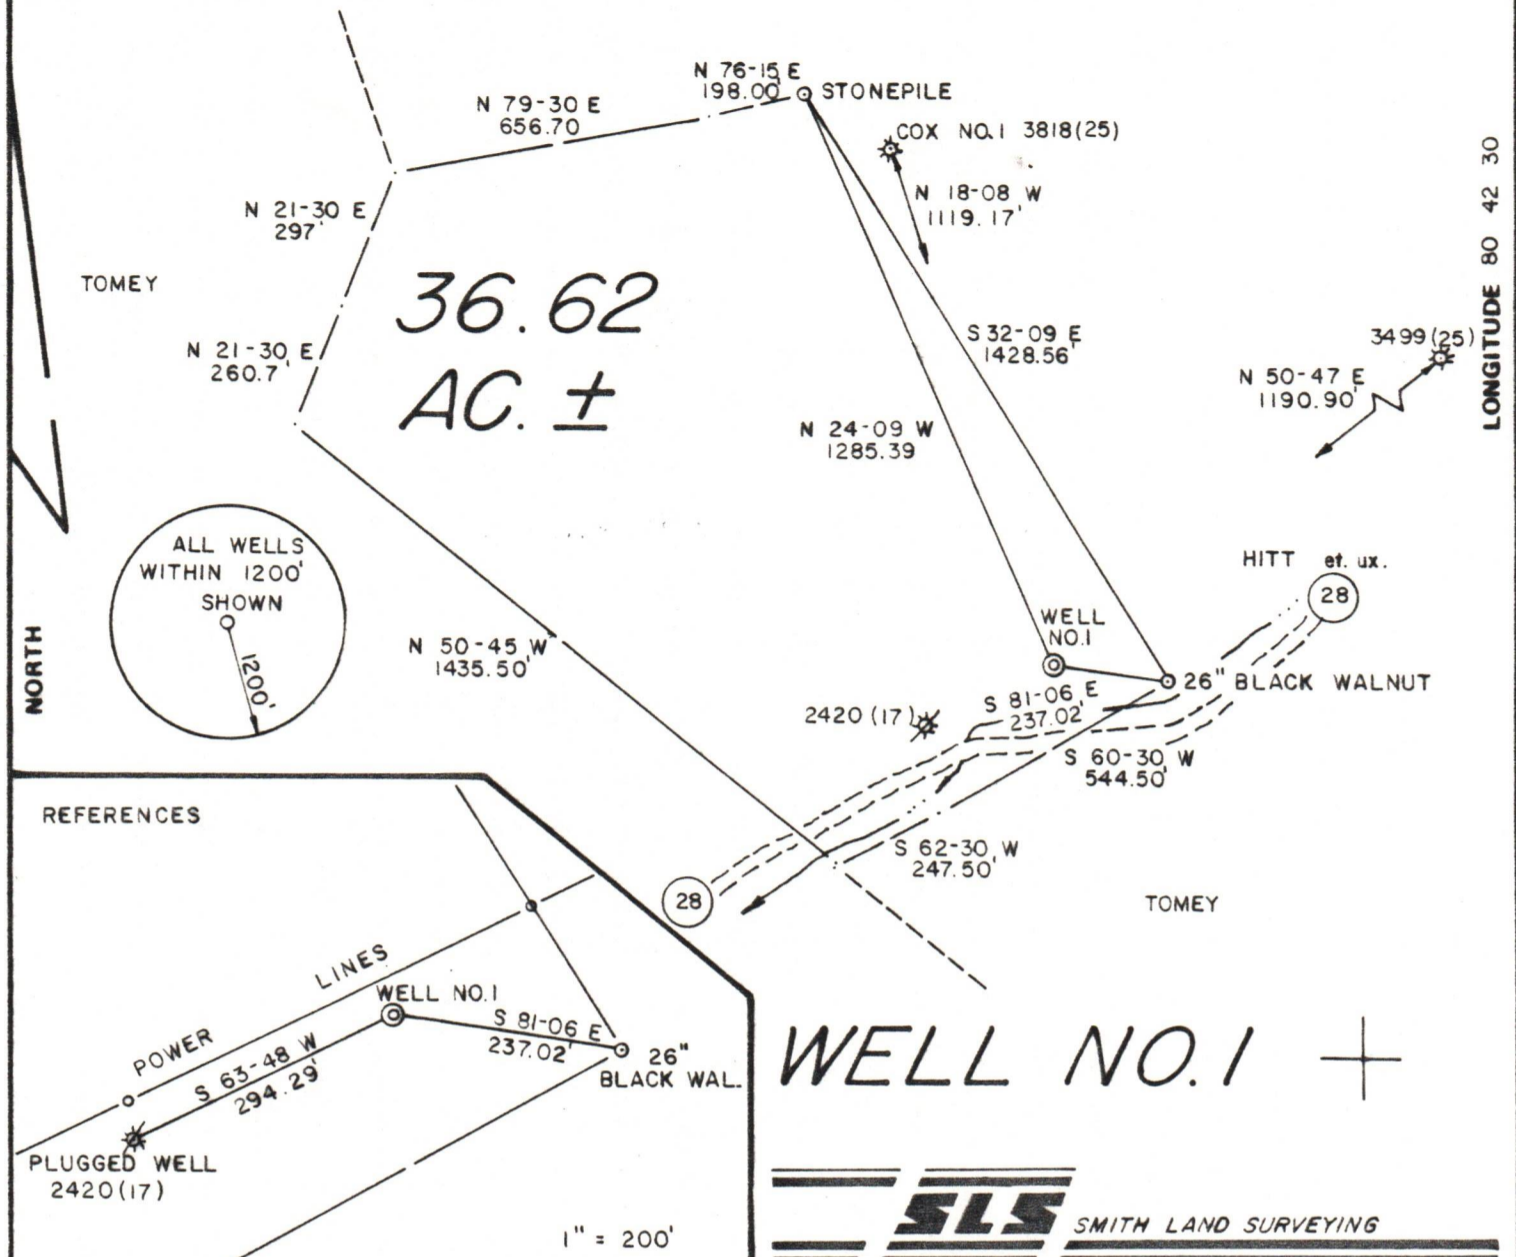 N 76-15 E
198.00'
STONEPILE
N 79-30 E
656.70
COX NO.1 3818(25)
N 18-08 W
1119.17'
N 21-30 E
297'
TOMEY
36.62
AC. ±
N 21-30 E
260.7'
S 32-09 E
1428.56'
3499(25)
N 50-47 E
1190.90'
LONGITUDE 80 42 30
N 24-09 W
1285.39
ALL WELLS
WITHIN 1200'
SHOWN
1200'
NORTH
HITT et. ux.
28
WELL
NO.1
N 50-45 W
1435.50'
26" BLACK WALNUT
S 81-06 E
237.02'
2420(17)
S 60-30 W
544.50'
S 62-30 W
247.50'
28
TOMEY
REFERENCES
POWER LINES
WELL NO.1
S 81-06 E
237.02'
26"
BLACK WAL.
S 63-48 W
294.29'
PLUGGED WELL
2420(17)
1" = 200'
WELL NO.1
SLS
SMITH LAND SURVEYING